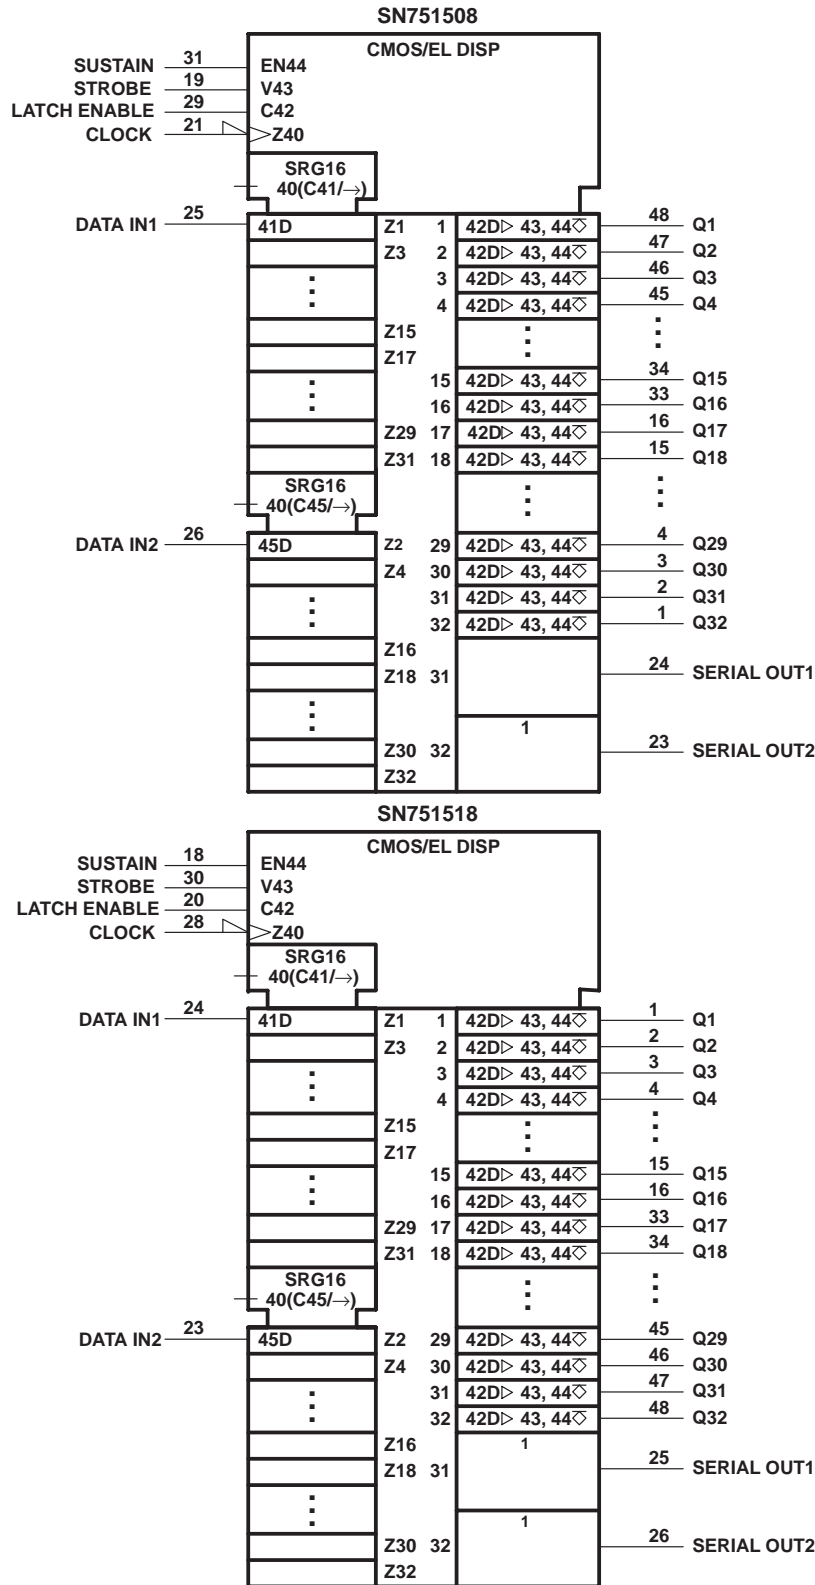 SN751508
CMOS/EL DISP
SUSTAIN 31 EN44
STROBE 19 V43
LATCH ENABLE 29 C42
CLOCK 21 Z40
SRG16
40(C41/→)
DATA IN1 25 41D Z1 1 42D▷ 43, 44⎏ 48 Q1
Z3 2 42D▷ 43, 44⎏ 47 Q2
3 42D▷ 43, 44⎏ 46 Q3
4 42D▷ 43, 44⎏ 45 Q4
Z15
Z17
15 42D▷ 43, 44⎏ 34 Q15
16 42D▷ 43, 44⎏ 33 Q16
Z29 17 42D▷ 43, 44⎏ 16 Q17
Z31 18 42D▷ 43, 44⎏ 15 Q18
SRG16
40(C45/→)
DATA IN2 26 45D Z2 29 42D▷ 43, 44⎏ 4 Q29
Z4 30 42D▷ 43, 44⎏ 3 Q30
31 42D▷ 43, 44⎏ 2 Q31
32 42D▷ 43, 44⎏ 1 Q32
Z16
Z18 31 24 SERIAL OUT1
1
Z30 32 23 SERIAL OUT2
Z32
SN751518
CMOS/EL DISP
SUSTAIN 18 EN44
STROBE 30 V43
LATCH ENABLE 20 C42
CLOCK 28 Z40
SRG16
40(C41/→)
DATA IN1 24 41D Z1 1 42D▷ 43, 44⎏ 1 Q1
Z3 2 42D▷ 43, 44⎏ 2 Q2
3 42D▷ 43, 44⎏ 3 Q3
4 42D▷ 43, 44⎏ 4 Q4
Z15
Z17
15 42D▷ 43, 44⎏ 15 Q15
16 42D▷ 43, 44⎏ 16 Q16
Z29 17 42D▷ 43, 44⎏ 33 Q17
Z31 18 42D▷ 43, 44⎏ 34 Q18
SRG16
40(C45/→)
DATA IN2 23 45D Z2 29 42D▷ 43, 44⎏ 45 Q29
Z4 30 42D▷ 43, 44⎏ 46 Q30
31 42D▷ 43, 44⎏ 47 Q31
32 42D▷ 43, 44⎏ 48 Q32
Z16 1
Z18 31 25 SERIAL OUT1
1
Z30 32 26 SERIAL OUT2
Z32